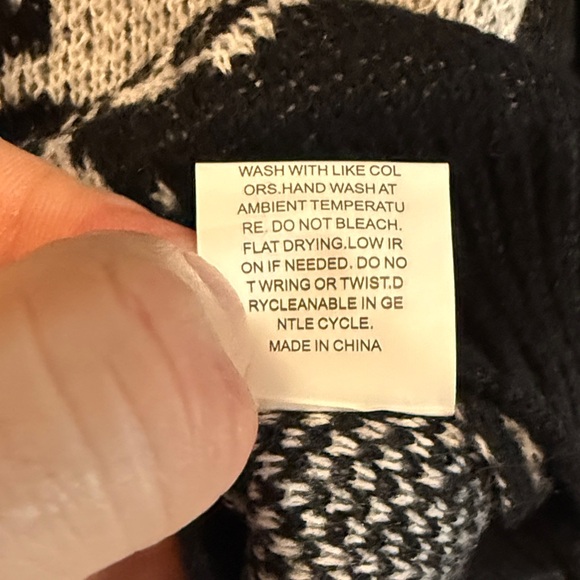 WASH WITH LIKE COL
ORS.HAND WASH AT
AMBIENT TEMPERATU
RE. DO NOT BLEACH.
FLAT DRYING.LOW IR
ON IF NEEDED. DO NO
T WRING OR TWIST.D
RYCLEANABLE IN GE
NTLE CYCLE.
MADE IN CHINA